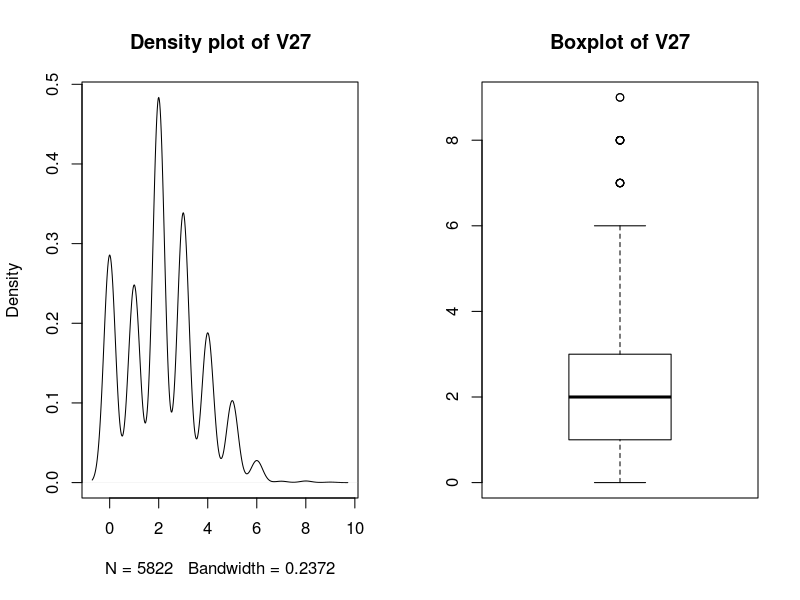 Density plot of V27
Density
0.0 0.1 0.2 0.3 0.4 0.5
0 2 4 6 8 10
N = 5822 Bandwidth = 0.2372
Boxplot of V27
0 2 4 6 8